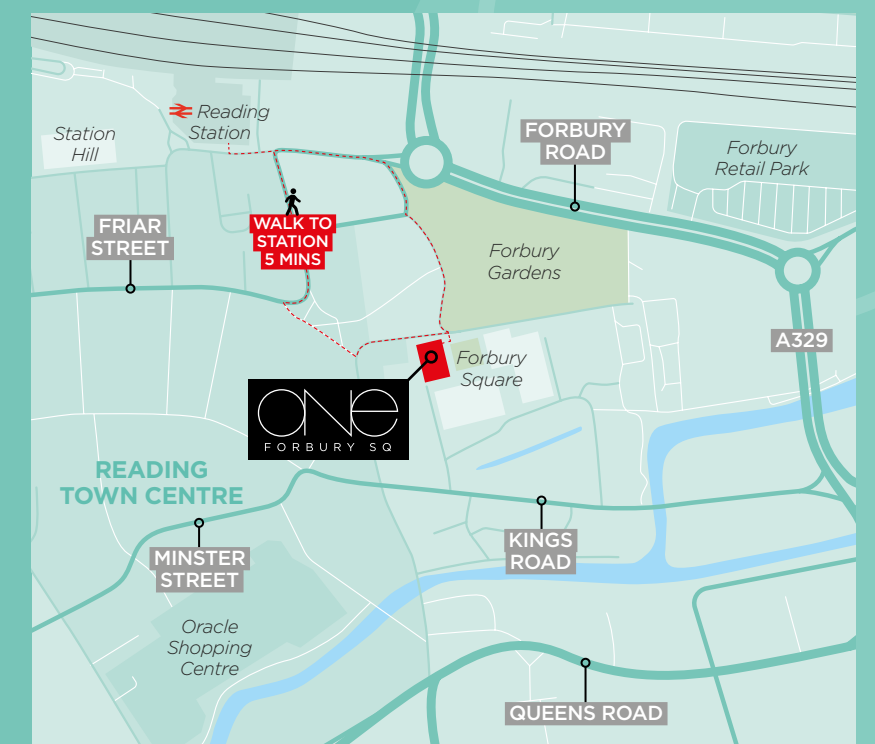 Reading
Station
Station
Hill
FORBURY
ROAD
Forbury
Retail Park
FRIAR
STREET
WALK TO
STATION
5 MINS
Forbury
Gardens
A329
Forbury
Square
ONE
FORBURY SQ
READING
TOWN CENTRE
KINGS
ROAD
MINSTER
STREET
Oracle
Shopping
Centre
QUEENS ROAD